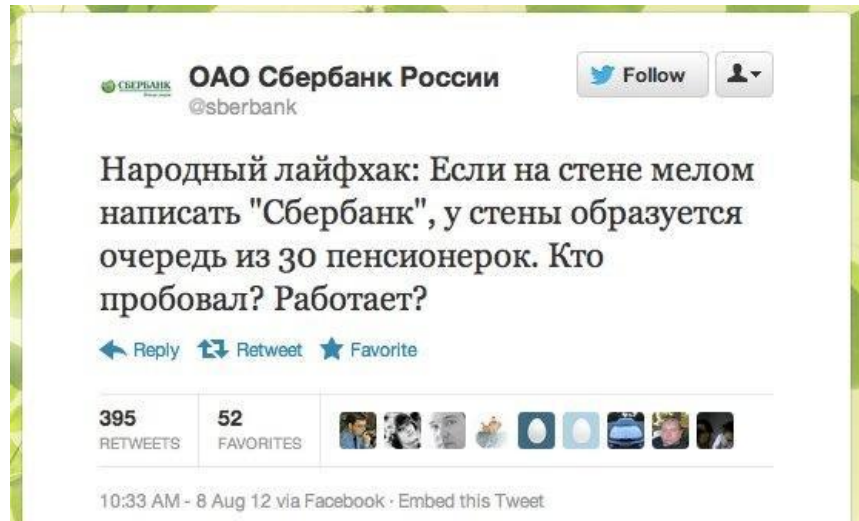 СБЕРБАНК
ОАО Сбербанк России
@sberbank
Follow
Народный лайфхак: Если на стене мелом
написать "Сбербанк", у стены образуется
очередь из 30 пенсионерок. Кто
пробовал? Работает?
Reply Retweet Favorite
395 52
RETWEETS FAVORITES
10:33 AM - 8 Aug 12 via Facebook · Embed this Tweet